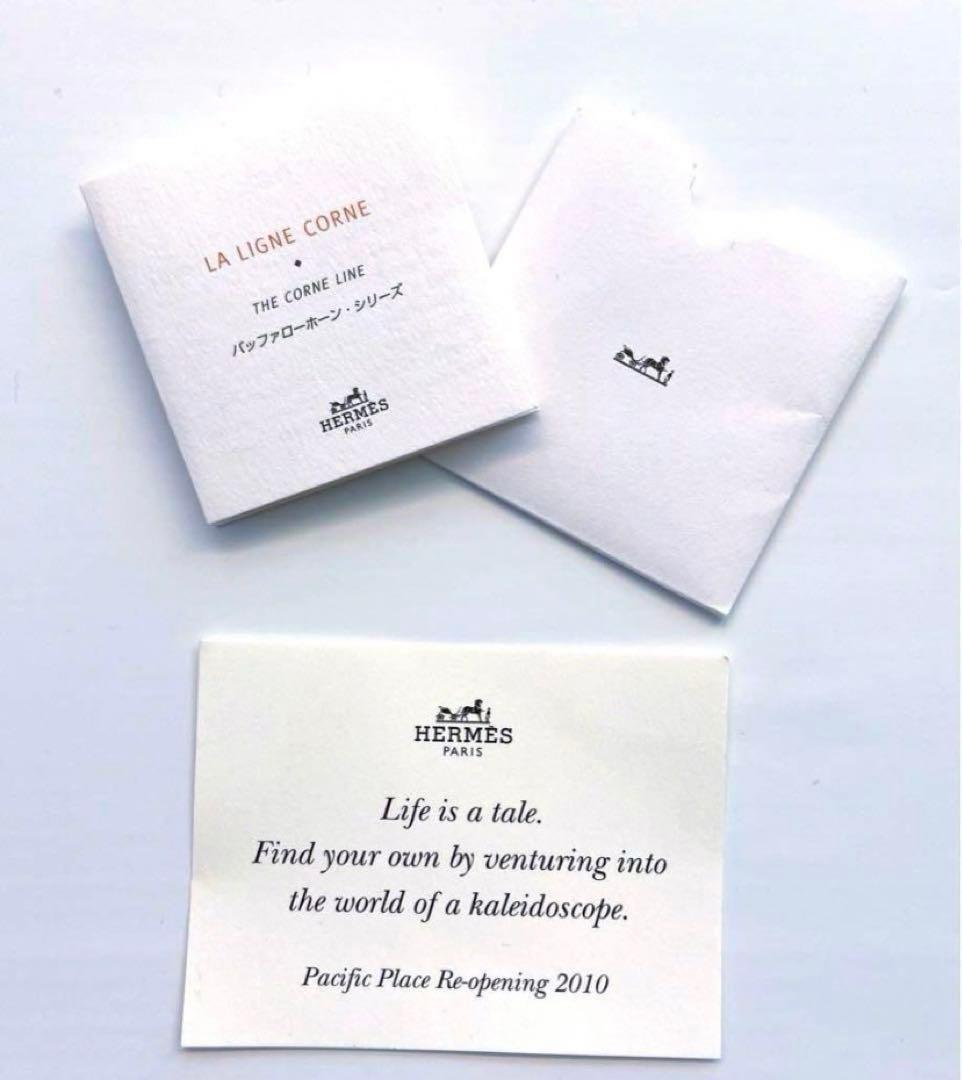 LA LIGNE CORNE
THE CORNE LINE
バッファローホーン・シリーズ
HERMÈS
PARIS
HERMÈS
PARIS
Life is a tale.
Find your own by venturing into
the world of a kaleidoscope.
Pacific Place Re-opening 2010